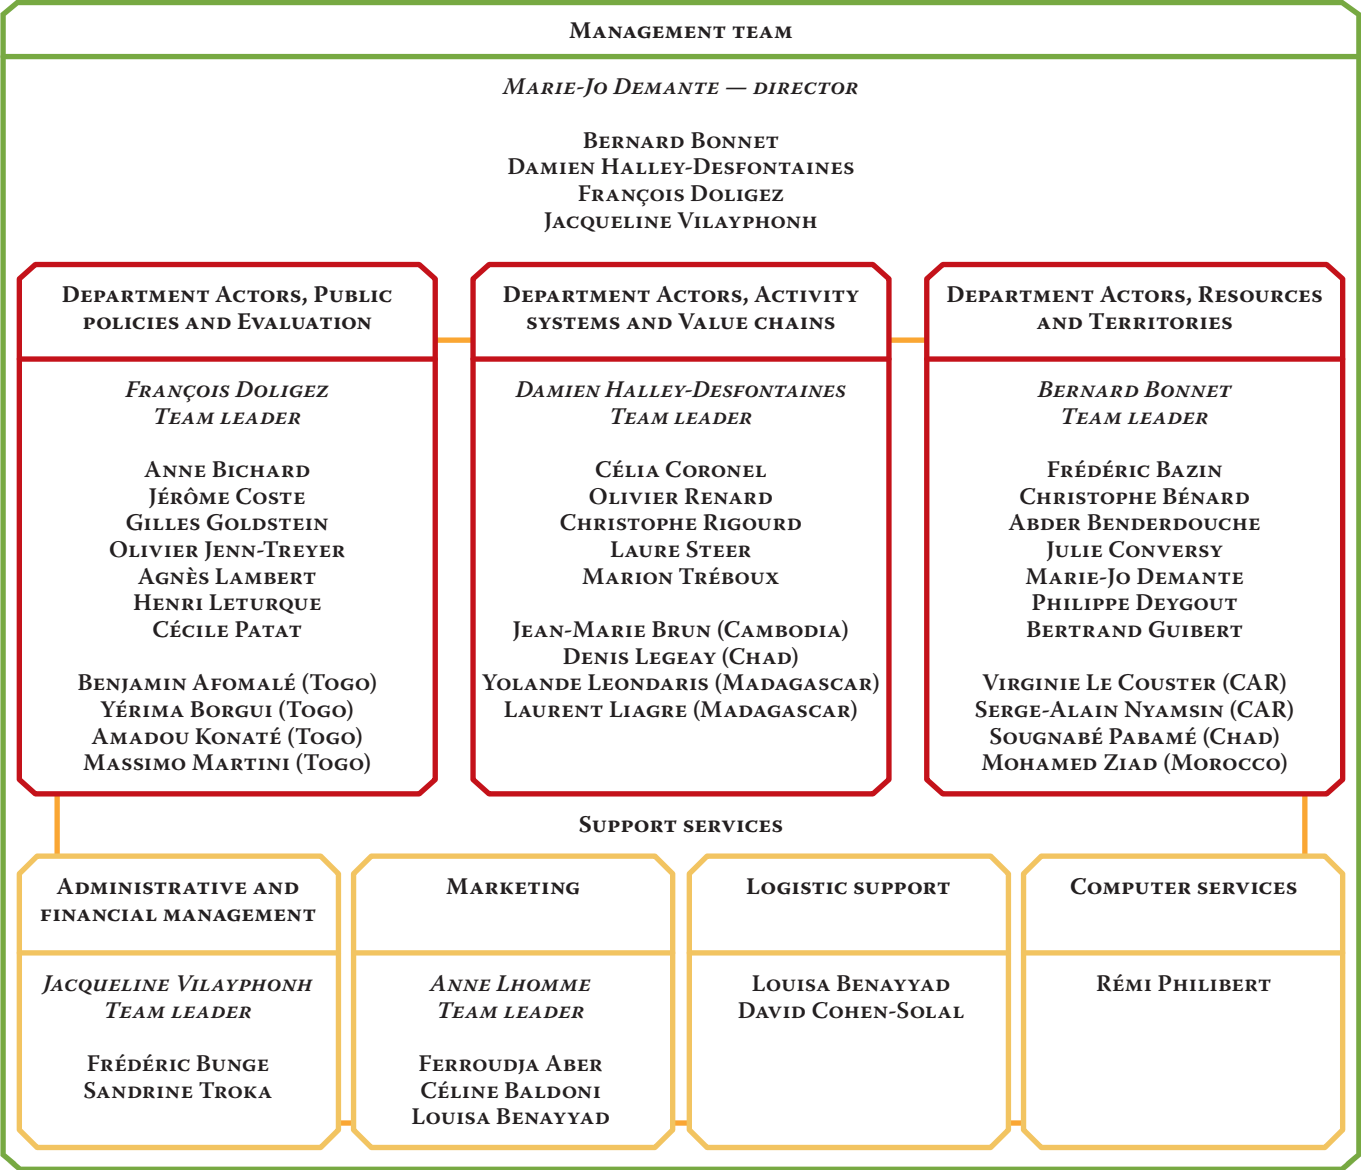 Management team
Marie-Jo Demante — director
Bernard Bonnet
Damien Halley-Desfontaines
François Doligez
Jacqueline Vilayphonh
Department Actors, Public
policies and Evaluation
François Doligez
Team leader
Anne Bichard
Jérôme Coste
Gilles Goldstein
Olivier Jenn-Treyer
Agnès Lambert
Henri Leturque
Cécile Patat
Benjamin Afomalé (Togo)
Yérima Borgui (Togo)
Amadou Konaté (Togo)
Massimo Martini (Togo)
Department Actors, Activity
systems and Value chains
Damien Halley-Desfontaines
Team leader
Célia Coronel
Olivier Renard
Christophe Rigourd
Laure Steer
Marion Tréboux
Jean-Marie Brun (Cambodia)
Denis Legeay (Chad)
Yolande Leondaris (Madagascar)
Laurent Liagre (Madagascar)
Department Actors, Resources
and Territories
Bernard Bonnet
Team leader
Frédéric Bazin
Christophe Bénard
Abder Benderdouche
Julie Conversy
Marie-Jo Demante
Philippe Deygout
Bertrand Guibert
Virginie Le Couster (CAR)
Serge-Alain Nyamsin (CAR)
Sougnabé Pabamé (Chad)
Mohamed Ziad (Morocco)
Support services
Administrative and
financial management
Jacqueline Vilayphonh
Team leader
Frédéric Bunge
Sandrine Troka
Marketing
Anne Lhomme
Team leader
Ferroudja Aber
Céline Baldoni
Louisa Benayyad
Logistic support
Louisa Benayyad
David Cohen-Solal
Computer services
Rémi Philibert